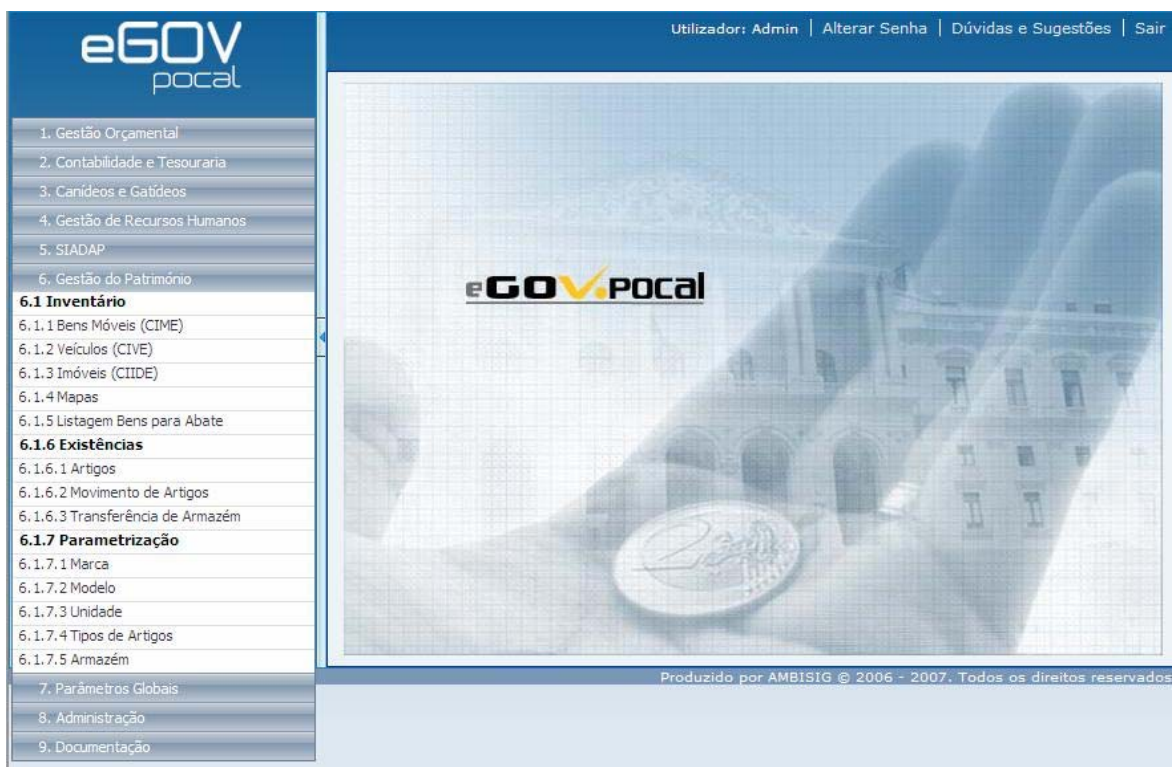 eGOV
pocal
Utilizador: Admin | Alterar Senha | Dúvidas e Sugestões | Sair
1. Gestão Orçamental
2. Contabilidade e Tesouraria
3. Canídeos e Gatídeos
4. Gestão de Recursos Humanos
5. SIADAP
6. Gestão do Património
6.1 Inventário
6.1.1 Bens Móveis (CIME)
6.1.2 Veículos (CIVE)
6.1.3 Imóveis (CIIDE)
6.1.4 Mapas
6.1.5 Listagem Bens para Abate
6.1.6 Existências
6.1.6.1 Artigos
6.1.6.2 Movimento de Artigos
6.1.6.3 Transferência de Armazém
6.1.7 Parametrização
6.1.7.1 Marca
6.1.7.2 Modelo
6.1.7.3 Unidade
6.1.7.4 Tipos de Artigos
6.1.7.5 Armazém
7. Parâmetros Globais
8. Administração
9. Documentação
eGOV.POCal
Produzido por AMBISIG © 2006 - 2007. Todos os direitos reservados